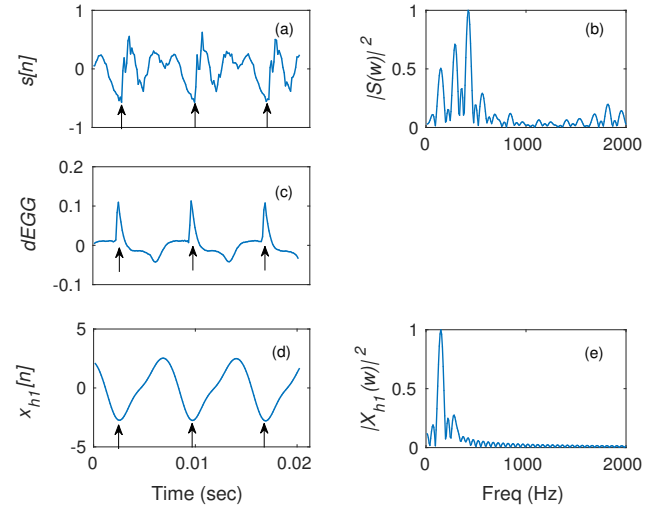 1
0
-1
s[n]
(a)
1
0.5
0
|S(w)|²
(b)
0
1000
2000
0.2
0.1
0
-0.1
dEGG
(c)
5
0
-5
x_h1[n]
(d)
0
0.01
0.02
Time (sec)
1
0.5
0
|X_h1(w)|²
(e)
0
1000
2000
Freq (Hz)